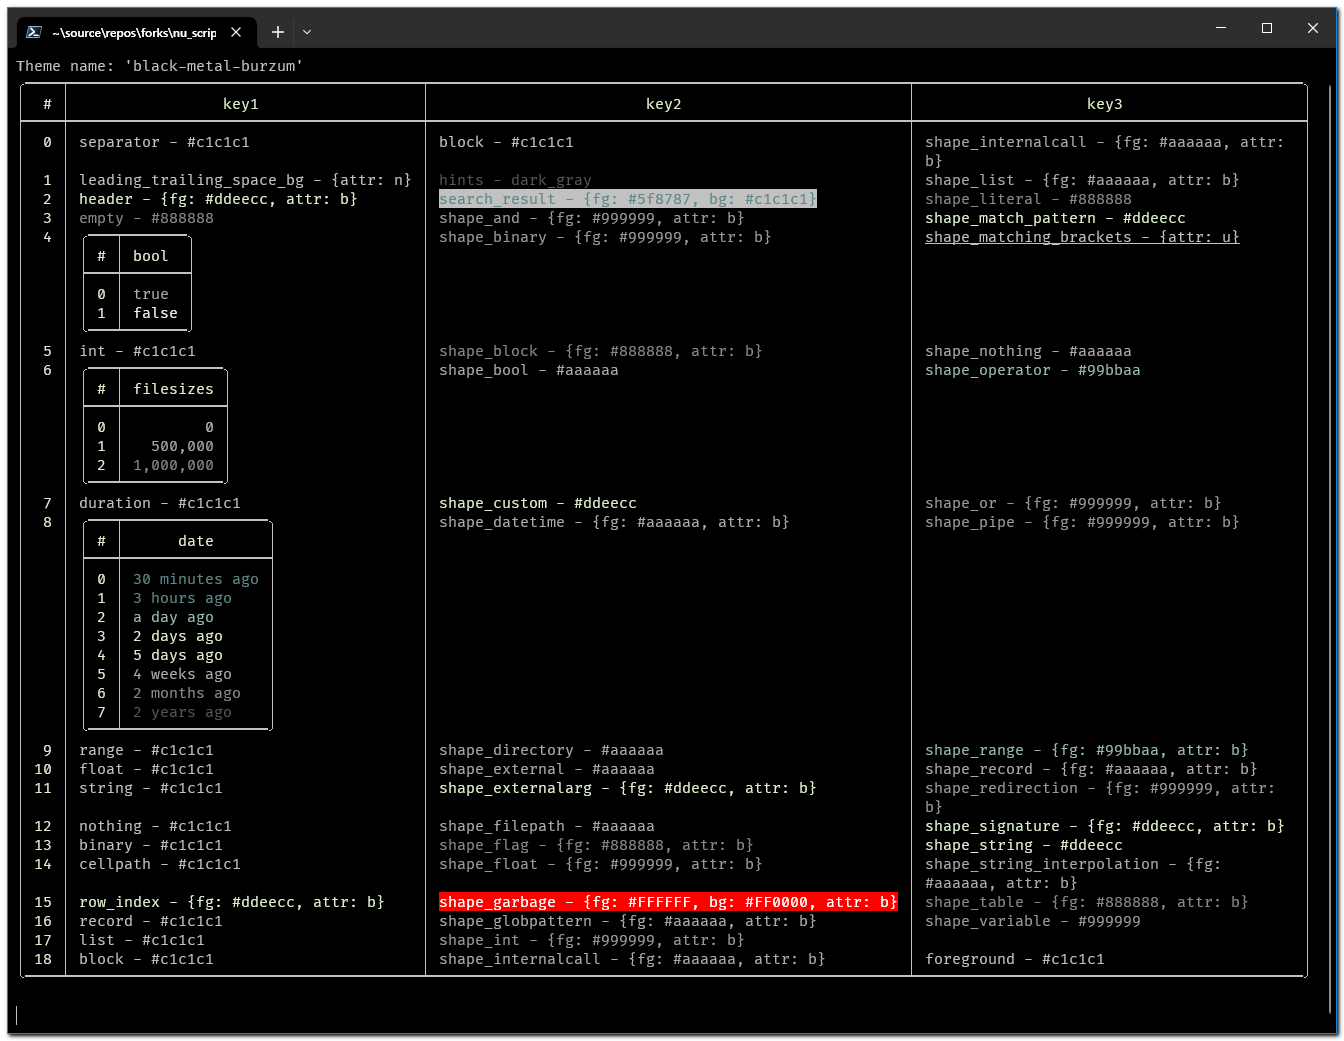 ~\source\repos\forks\nu_scrip
Theme name: 'black-metal-burzum'
# key1 key2 key3
0 separator - #c1c1c1 block - #c1c1c1 shape_internalcall - {fg: #aaaaaa, attr:
b}
1 leading_trailing_space_bg - {attr: n} hints - dark_gray shape_list - {fg: #aaaaaa, attr: b}
2 header - {fg: #ddeecc, attr: b} search_result - {fg: #5f8787, bg: #c1c1c1} shape_literal - #888888
3 empty - #888888 shape_and - {fg: #999999, attr: b} shape_match_pattern - #ddeecc
4 shape_binary - {fg: #999999, attr: b} shape_matching_brackets - {attr: u}
# bool
0 true
1 false
5 int - #c1c1c1 shape_block - {fg: #888888, attr: b} shape_nothing - #aaaaaa
6 shape_bool - #aaaaaa shape_operator - #99bbaa
# filesizes
0 0
1 500,000
2 1,000,000
7 duration - #c1c1c1 shape_custom - #ddeecc shape_or - {fg: #999999, attr: b}
8 shape_datetime - {fg: #aaaaaa, attr: b} shape_pipe - {fg: #999999, attr: b}
# date
0 30 minutes ago
1 3 hours ago
2 a day ago
3 2 days ago
4 5 days ago
5 4 weeks ago
6 2 months ago
7 2 years ago
9 range - #c1c1c1 shape_directory - #aaaaaa shape_range - {fg: #99bbaa, attr: b}
10 float - #c1c1c1 shape_external - #aaaaaa shape_record - {fg: #aaaaaa, attr: b}
11 string - #c1c1c1 shape_externalarg - {fg: #ddeecc, attr: b} shape_redirection - {fg: #999999, attr:
b}
12 nothing - #c1c1c1 shape_filepath - #aaaaaa shape_signature - {fg: #ddeecc, attr: b}
13 binary - #c1c1c1 shape_flag - {fg: #888888, attr: b} shape_string - #ddeecc
14 cellpath - #c1c1c1 shape_float - {fg: #999999, attr: b} shape_string_interpolation - {fg:
#aaaaaa, attr: b}
15 row_index - {fg: #ddeecc, attr: b} shape_garbage - {fg: #FFFFFF, bg: #FF0000, attr: b} shape_table - {fg: #888888, attr: b}
16 record - #c1c1c1 shape_globpattern - {fg: #aaaaaa, attr: b} shape_variable - #999999
17 list - #c1c1c1 shape_int - {fg: #999999, attr: b}
18 block - #c1c1c1 shape_internalcall - {fg: #aaaaaa, attr: b} foreground - #c1c1c1